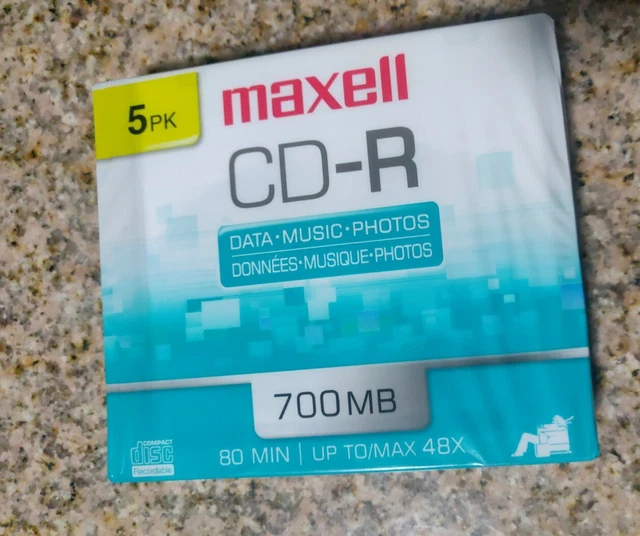 5PK
maxell
CD-R
DATA·MUSIC·PHOTOS
DONNÉES·MUSIQUE·PHOTOS
700MB
COMPACT
disc
Recordable
80 MIN | UP TO/MAX 48X